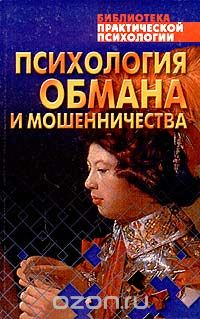 БИБЛИОТЕКА
ПРАКТИЧЕСКОЙ
ПСИХОЛОГИИ
ПСИХОЛОГИЯ
ОБМАНА
И МОШЕННИЧЕСТВА
ozon.ru